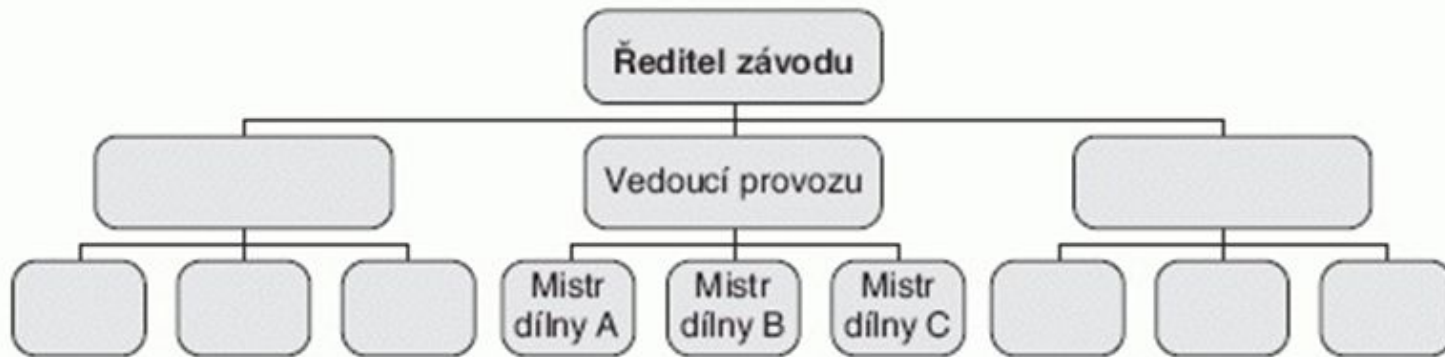 Ředitel závodu
Vedoucí provozu
Mistr
dílny A
Mistr
dílny B
Mistr
dílny C